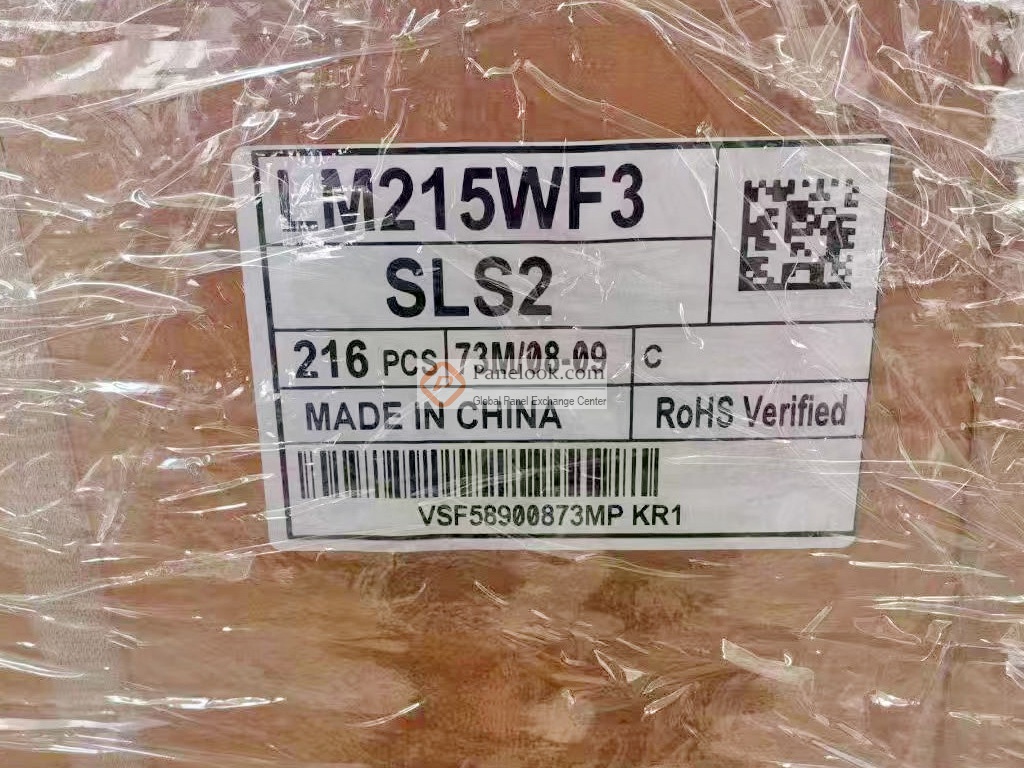 LM215WF3
SLS2
216 PCS
73M/08-09
C
Panelook.com
Global Panel Exchange Center
MADE IN CHINA
RoHS Verified
VSF58900873MP KR1